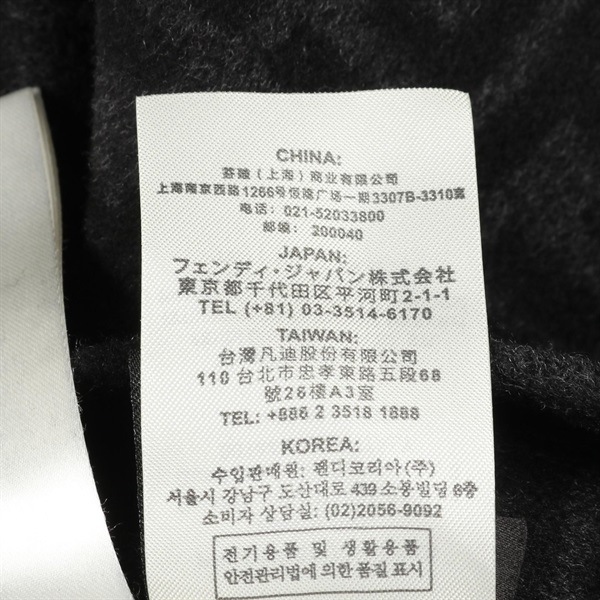 CHINA:
芬迪（上海）商业有限公司
上海南京西路1266号恒隆广场一期3307B-3310室
电话: 021-52033800
邮编: 200040
JAPAN:
フェンディ・ジャパン株式会社
東京都千代田区平河町2-1-1
TEL (+81) 03-3514-6170
TAIWAN:
台灣凡迪股份有限公司
110 台北市忠孝東路五段68
號26樓A3室
TEL: +886 2 3518 1888
KOREA:
수입판매원: 펜디코리아(주)
서울시 강남구 도산대로 439 소봉빌딩 6층
소비자 상담실: (02)2056-9092
전기용품 및 생활용품
안전관리법에 의한 품질 표시